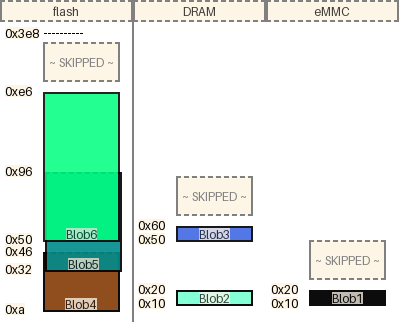 flash
DRAM
eMMC
0x3e8
~ SKIPPED ~
0xe6
0x96
Blob6
0x50
0x46
Blob5
0x32
Blob4
0xa
~ SKIPPED ~
0x60
Blob3
0x50
0x20
Blob2
0x10
~ SKIPPED ~
0x20
Blob1
0x10